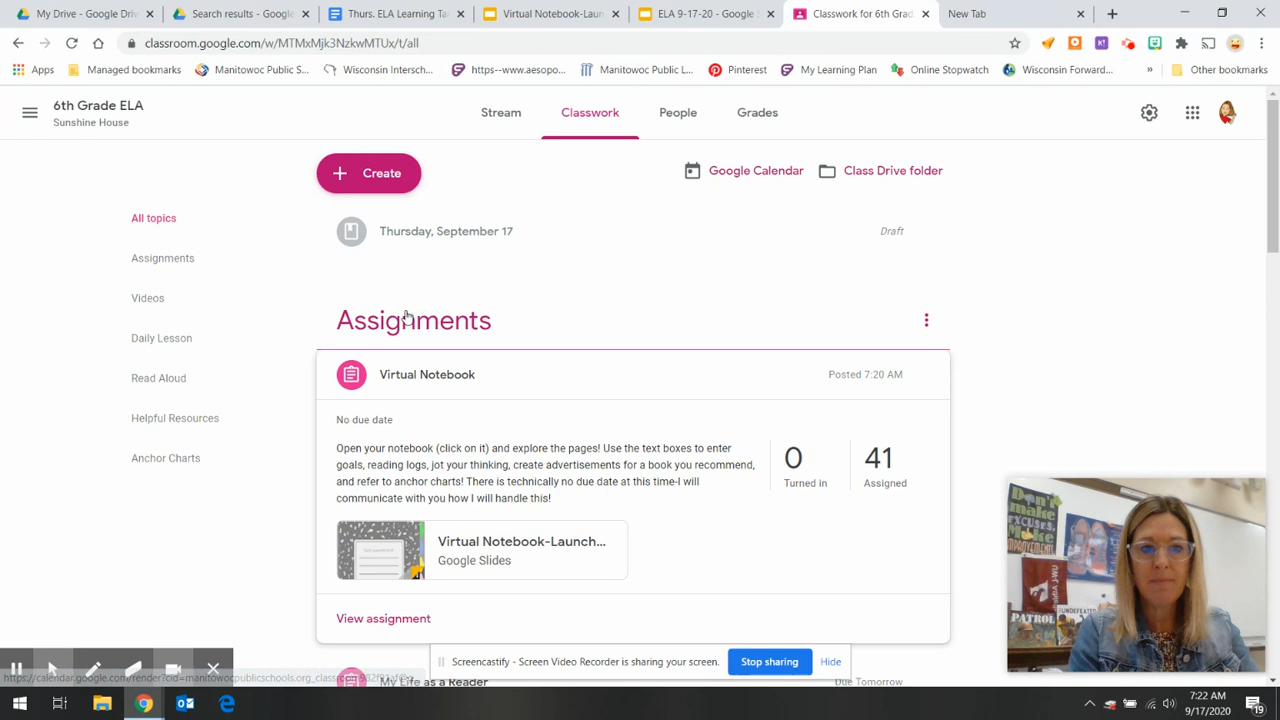 My Drive - Google Driv
Search results - Google
Thurs. ELA Learning Ta
Virtual Notebook-Laun
ELA 9-17-20 - Google S
Classwork for 6th Grad
New Tab
classroom.google.com/w/MTMxMjk3NzkwMTUx/t/all
Apps
Managed bookmarks
Manitowoc Public S...
Wisconsin Intersch...
https--www.aesopo...
Manitowoc Public L...
Pinterest
My Learning Plan
Online Stopwatch
Wisconsin Forward...
»
Other bookmarks
6th Grade ELA
Sunshine House
Stream
Classwork
People
Grades
+ Create
Google Calendar
Class Drive folder
All topics
Assignments
Videos
Daily Lesson
Read Aloud
Helpful Resources
Anchor Charts
Thursday, September 17
Draft
Assignments
Virtual Notebook
Posted 7:20 AM
No due date
Open your notebook (click on it) and explore the pages! Use the text boxes to enter
goals, reading logs, jot your thinking, create advertisements for a book you recommend,
and refer to anchor charts! There is technically no due date at this time-I will
communicate with you how I will handle this!
0
Turned in
41
Assigned
Virtual Notebook-Launch...
Google Slides
View assignment
My Life as a Reader
Due Tomorrow
Screencastify - Screen Video Recorder is sharing your screen.
Stop sharing
Hide
DON'T
MAKE
EXCUSES,
MAKE
IMPROVEMENTS
UNDEFEATED
PATROL
7:22 AM
9/17/2020
19